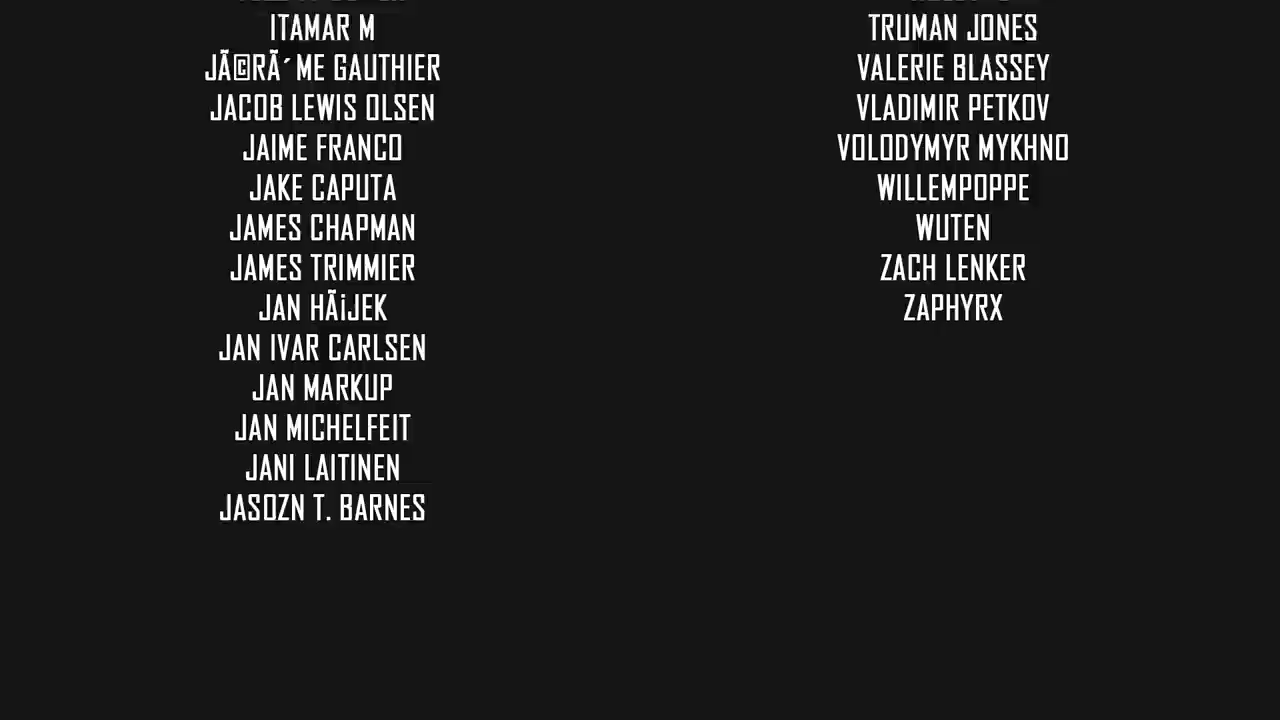 ITAMAR M
JÃ©RÃ´ME GAUTHIER
JACOB LEWIS OLSEN
JAIME FRANCO
JAKE CAPUTA
JAMES CHAPMAN
JAMES TRIMMIER
JAN HÃ¡JEK
JAN IVAR CARLSEN
JAN MARKUP
JAN MICHELFEIT
JANI LAITINEN
JASOZN T. BARNES
TRUMAN JONES
VALERIE BLASSEY
VLADIMIR PETKOV
VOLODYMYR MYKHNO
WILLEMPOPPE
WUTEN
ZACH LENKER
ZAPHYRX